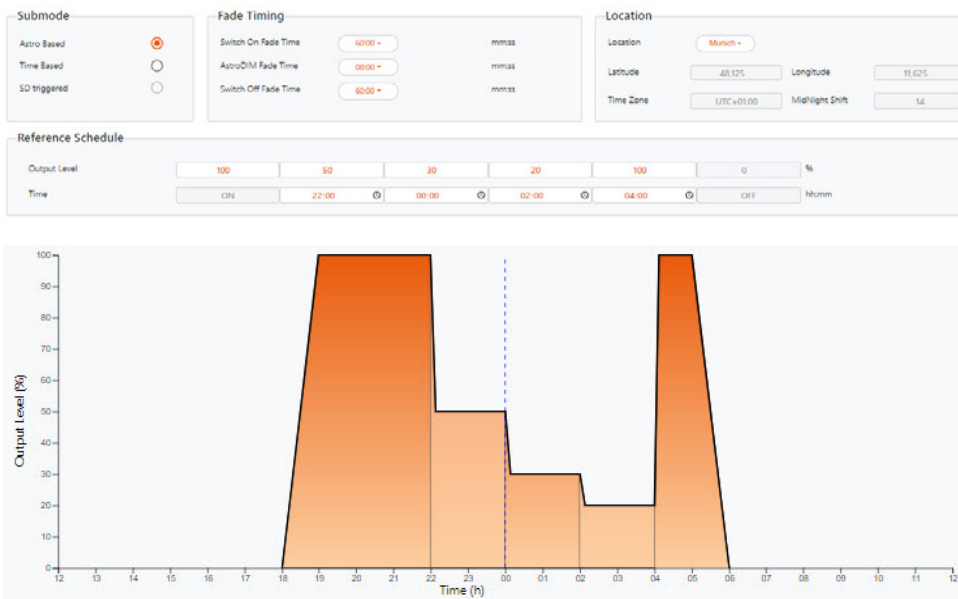 Submode
Astro Based
Time Based
SD triggered
Fade Timing
Switch On Fade Time 60:00 mm:ss
AstroDIM Fade Time 08:00 mm:ss
Switch Off Fade Time 60:00 mm:ss
Location
Location Munich
Latitude 48,125 Longitude 11,625
Time Zone UTC+01:00 MidNight Shift 14
Reference Schedule
Output Level 100 50 30 20 100 0 %
Time ON 22:00 00:00 02:00 04:00 OFF hh:mm
100
90
80
70
60
50
40
30
20
10
0
Output Level (%)
12 13 14 15 16 17 18 19 20 21 22 23 00 01 02 03 04 05 06 07 08 09 10 11 12
Time (h)